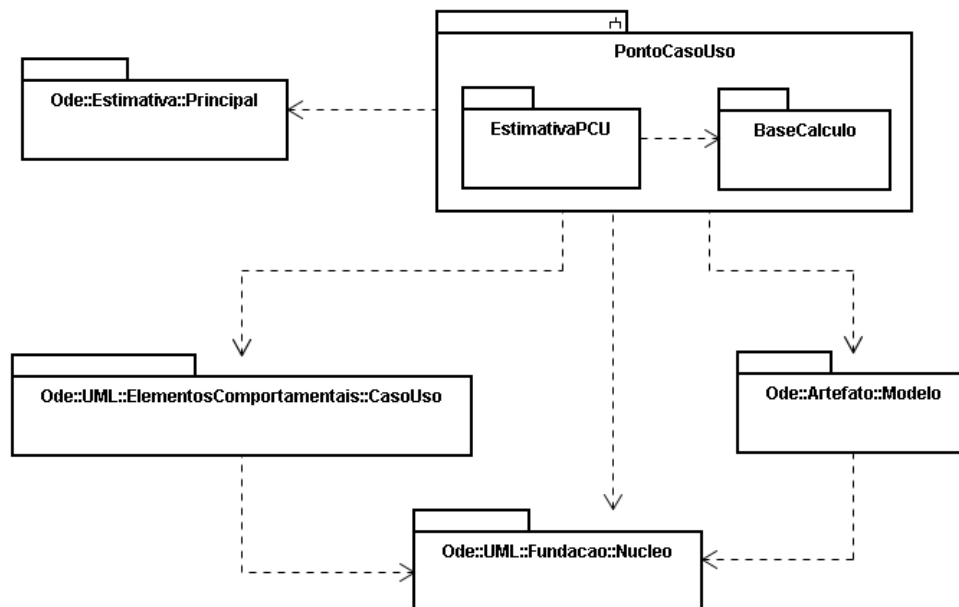 PontoCasoUso
Ode::Estimativa::Principal
EstimativaPCU
BaseCalculo
Ode::UML::ElementosComportamentais::CasoUso
Ode::Artefato::Modelo
Ode::UML::Fundacao::Nucleo